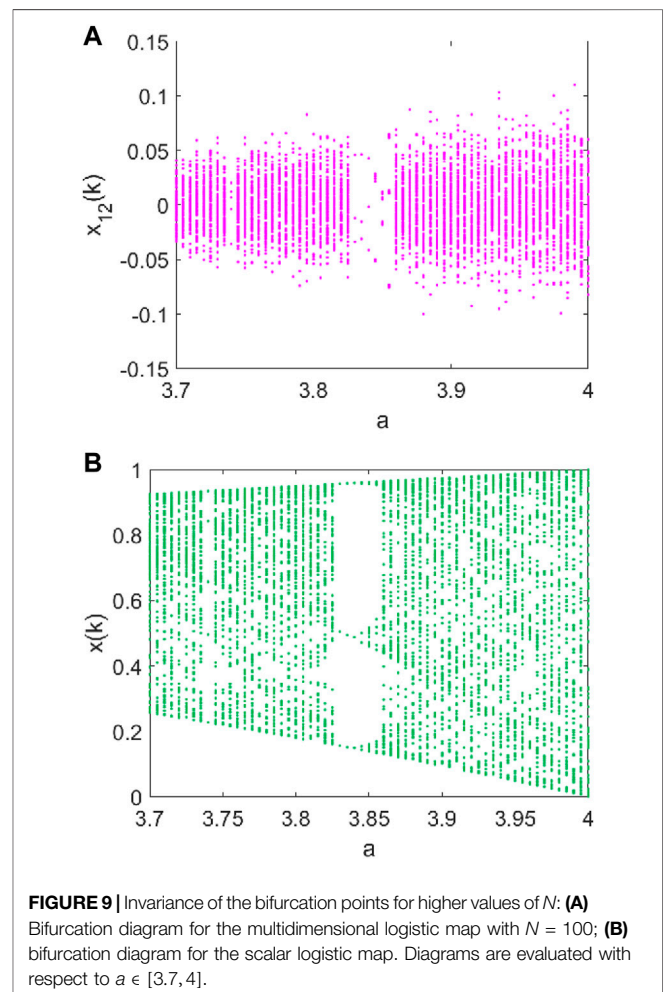 A
0.15
0.1
0.05
0
-0.05
-0.1
-0.15
x12(k)
3.7 3.8 3.9 4
a
B
1
0.8
0.6
0.4
0.2
0
x(k)
3.7 3.75 3.8 3.85 3.9 3.95 4
a
FIGURE 9 | Invariance of the bifurcation points for higher values of N: (A)
Bifurcation diagram for the multidimensional logistic map with N = 100; (B)
bifurcation diagram for the scalar logistic map. Diagrams are evaluated with
respect to a ϵ [3.7, 4].